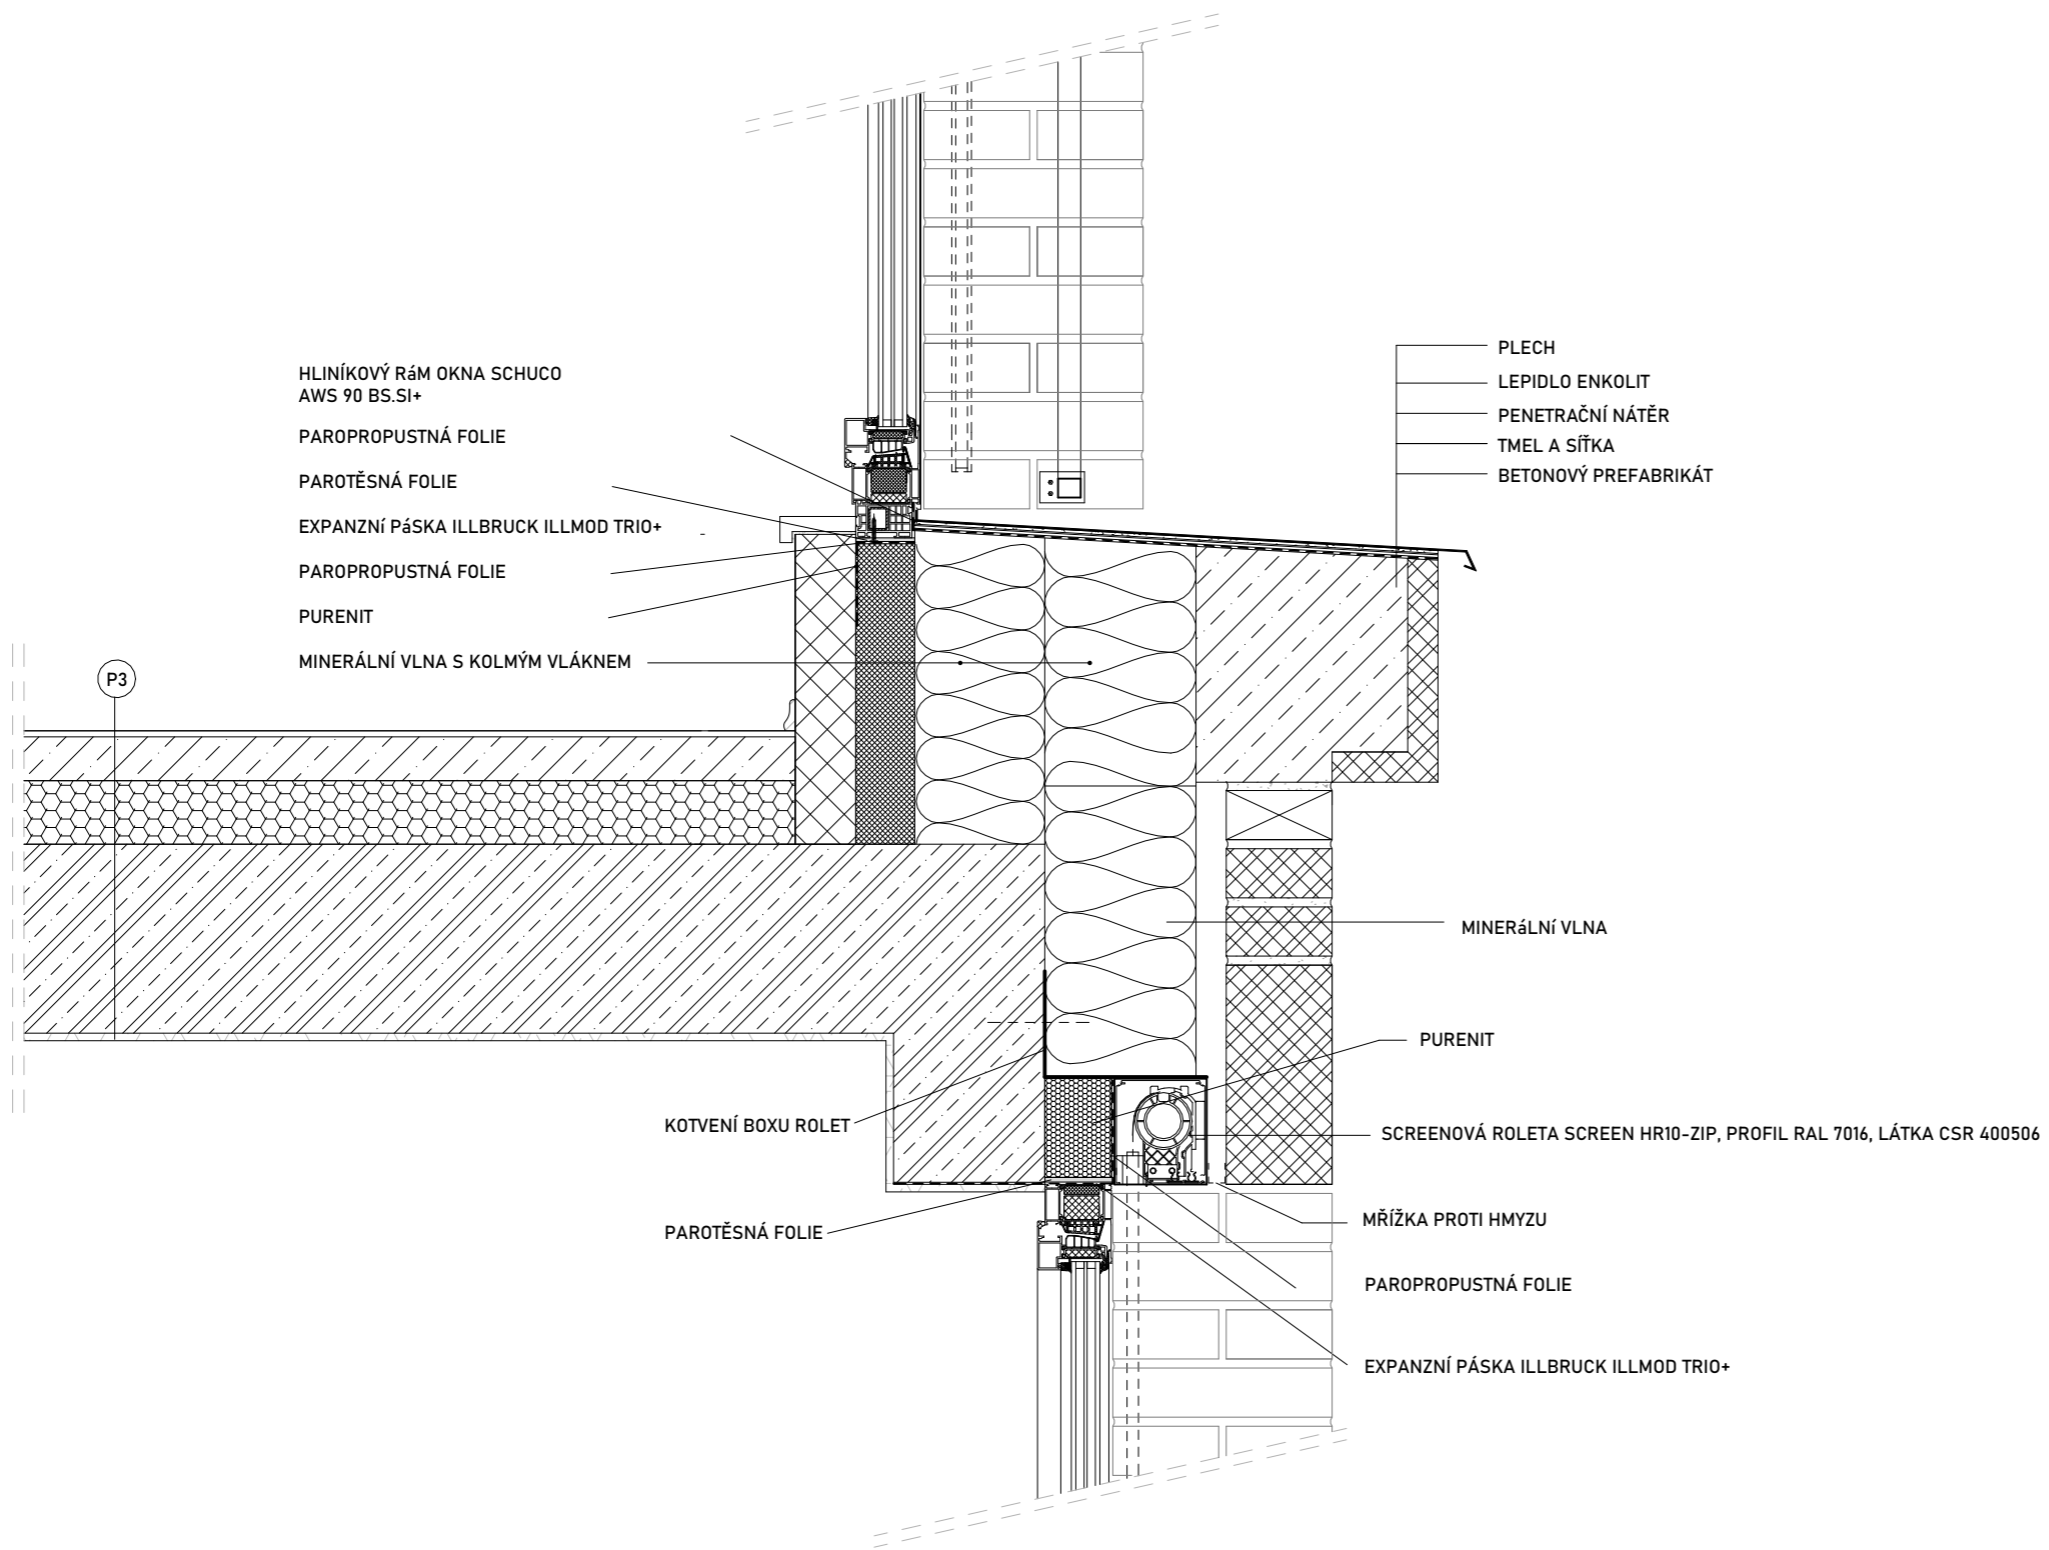 HLINÍKOVÝ RáM OKNA SCHUCO
AWS 90 BS.SI+
PAROPROPUSTNÁ FOLIE
PAROTĚSNÁ FOLIE
EXPANZNí PáSKA ILLBRUCK ILLMOD TRIO+
PAROPROPUSTNÁ FOLIE
PURENIT
MINERÁLNÍ VLNA S KOLMÝM VLÁKNEM
P3
PLECH
LEPIDLO ENKOLIT
PENETRAČNÍ NÁTĚR
TMEL A SÍŤKA
BETONOVÝ PREFABRIKÁT
MINERáLNí VLNA
PURENIT
KOTVENÍ BOXU ROLET
SCREENOVÁ ROLETA SCREEN HR10-ZIP, PROFIL RAL 7016, LÁTKA CSR 400506
PAROTĚSNÁ FOLIE
MŘÍŽKA PROTI HMYZU
PAROPROPUSTNÁ FOLIE
EXPANZNÍ PÁSKA ILLBRUCK ILLMOD TRIO+